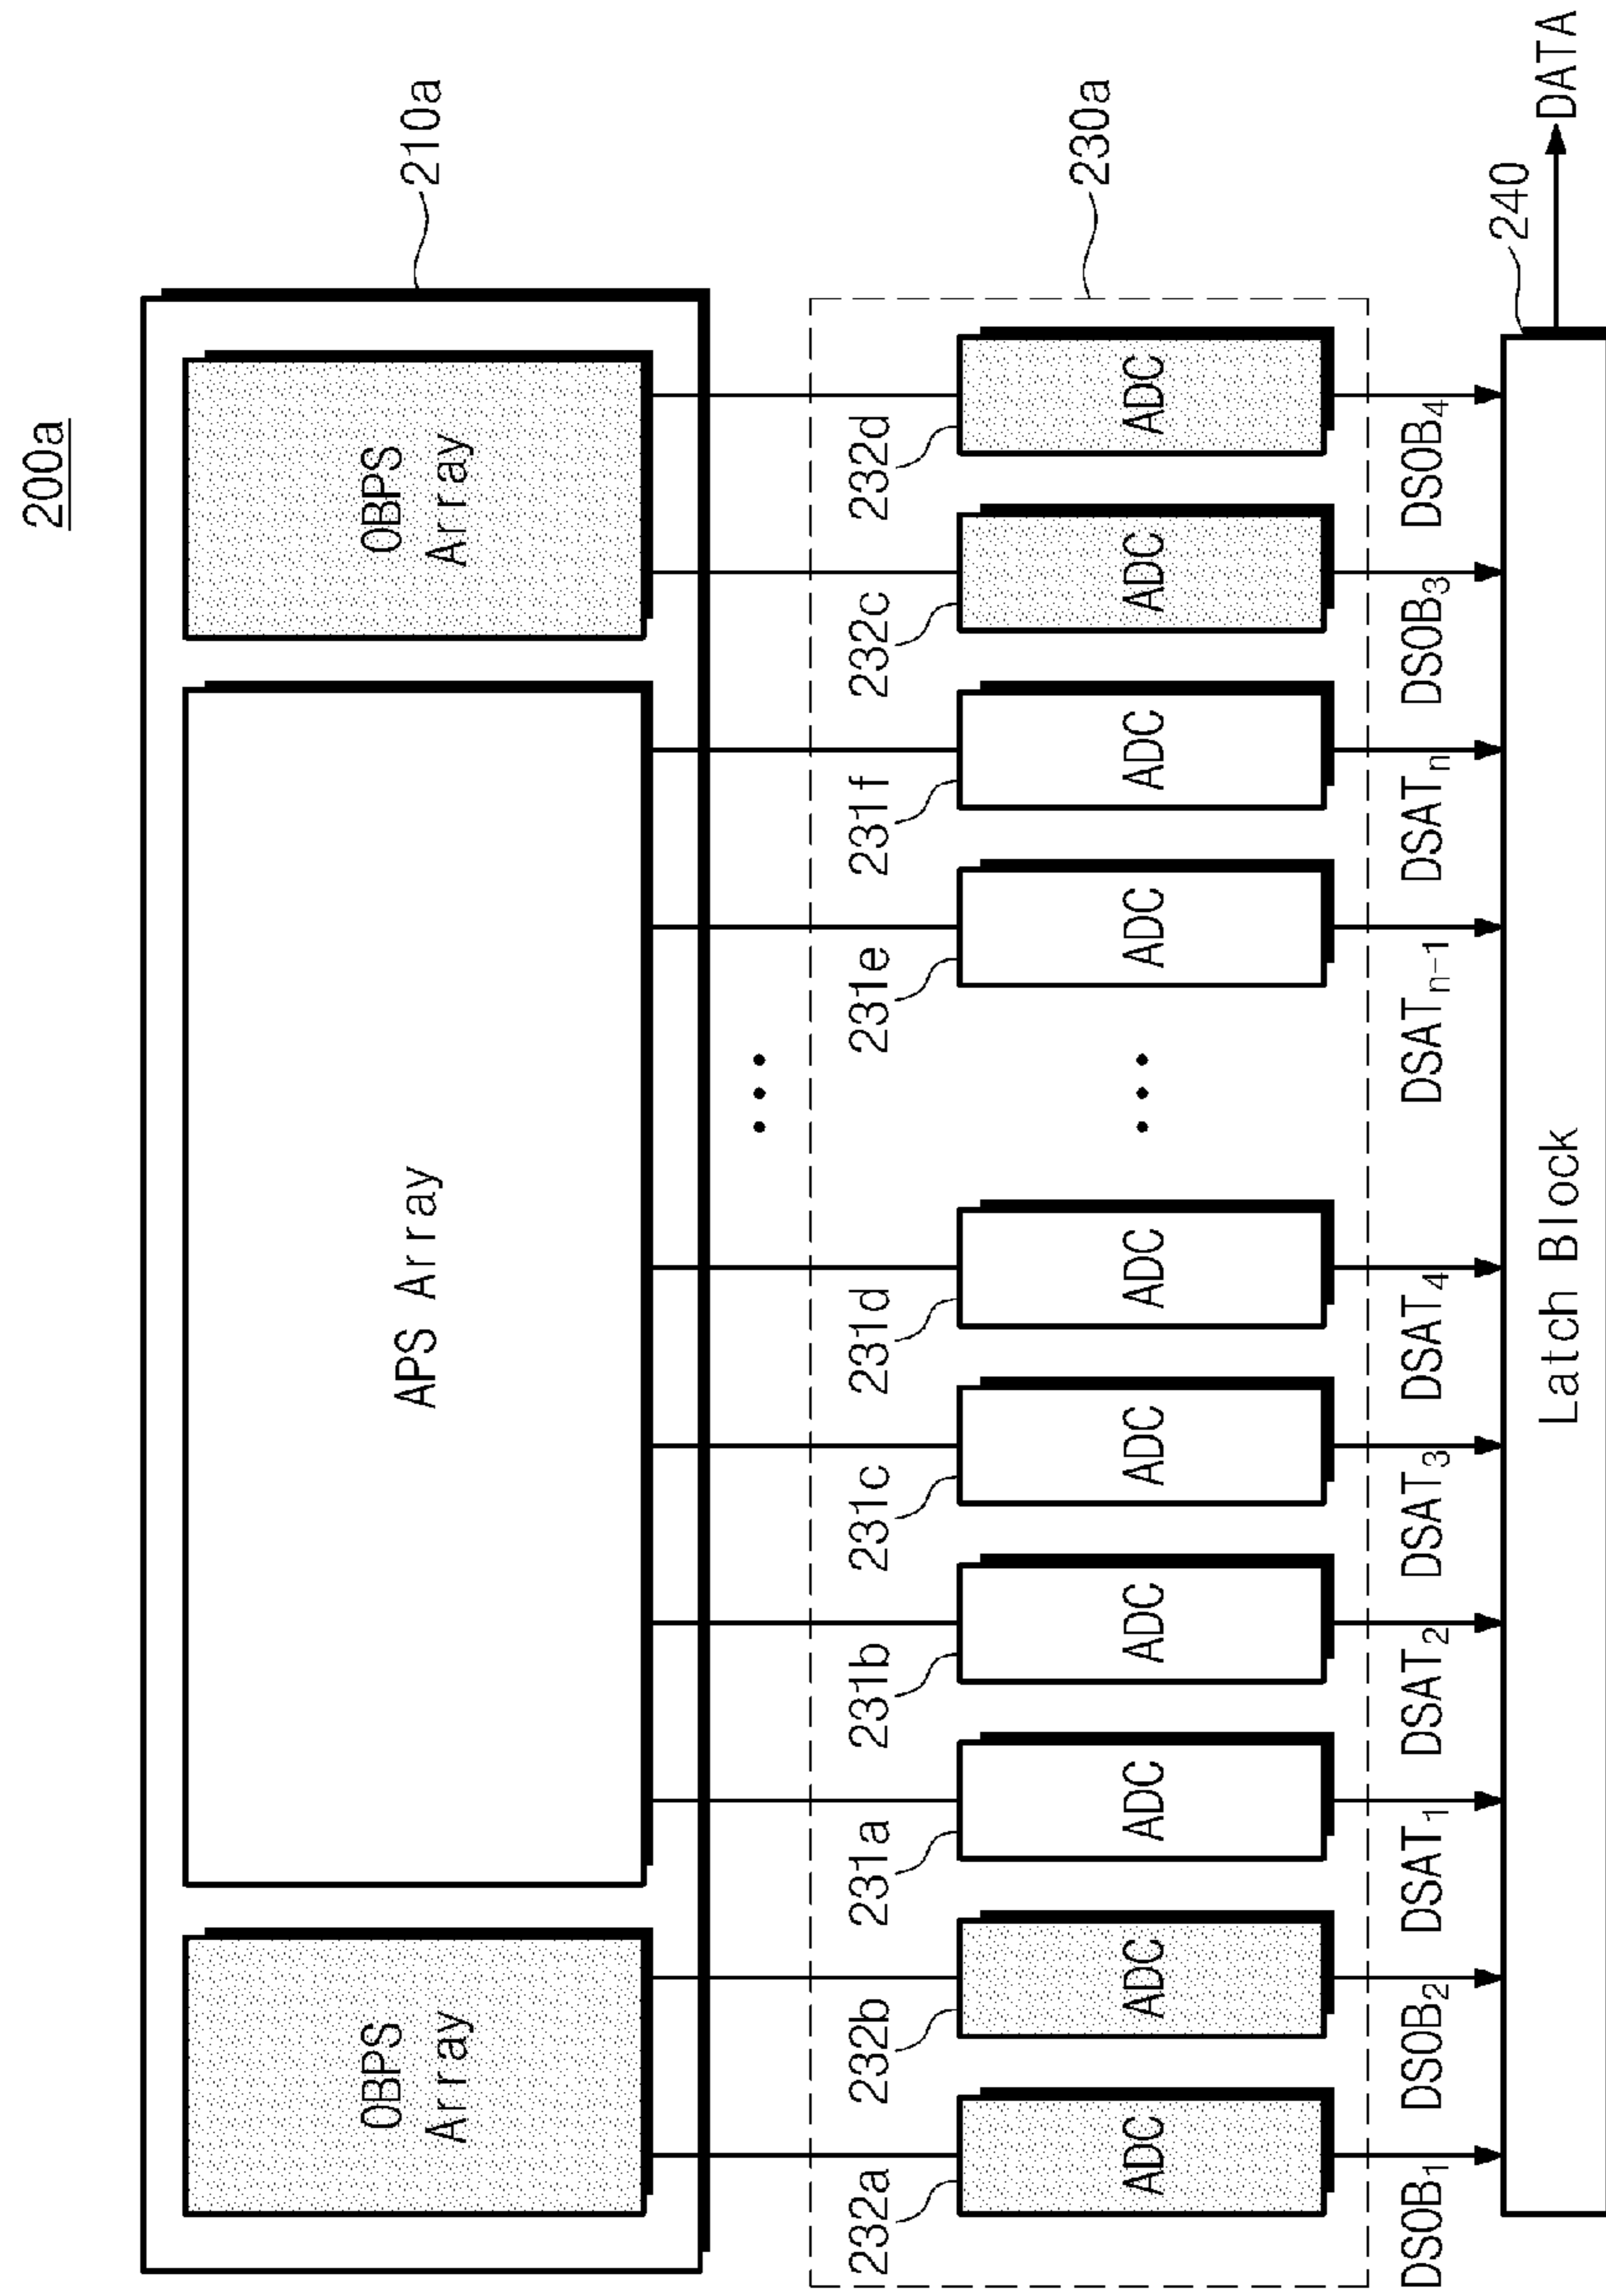 200a
210a
OBPS
Array
APS Array
OBPS
Array
230a
232a
232b
231a
231b
231c
231d
...
231e
231f
232c
232d
ADC
ADC
ADC
ADC
ADC
ADC
...
ADC
ADC
ADC
ADC
DSOB1
DSOB2
DSAT1
DSAT2
DSAT3
DSAT4
DSATn-1
DSATn
DSOB3
DSOB4
240
Latch Block
DATA